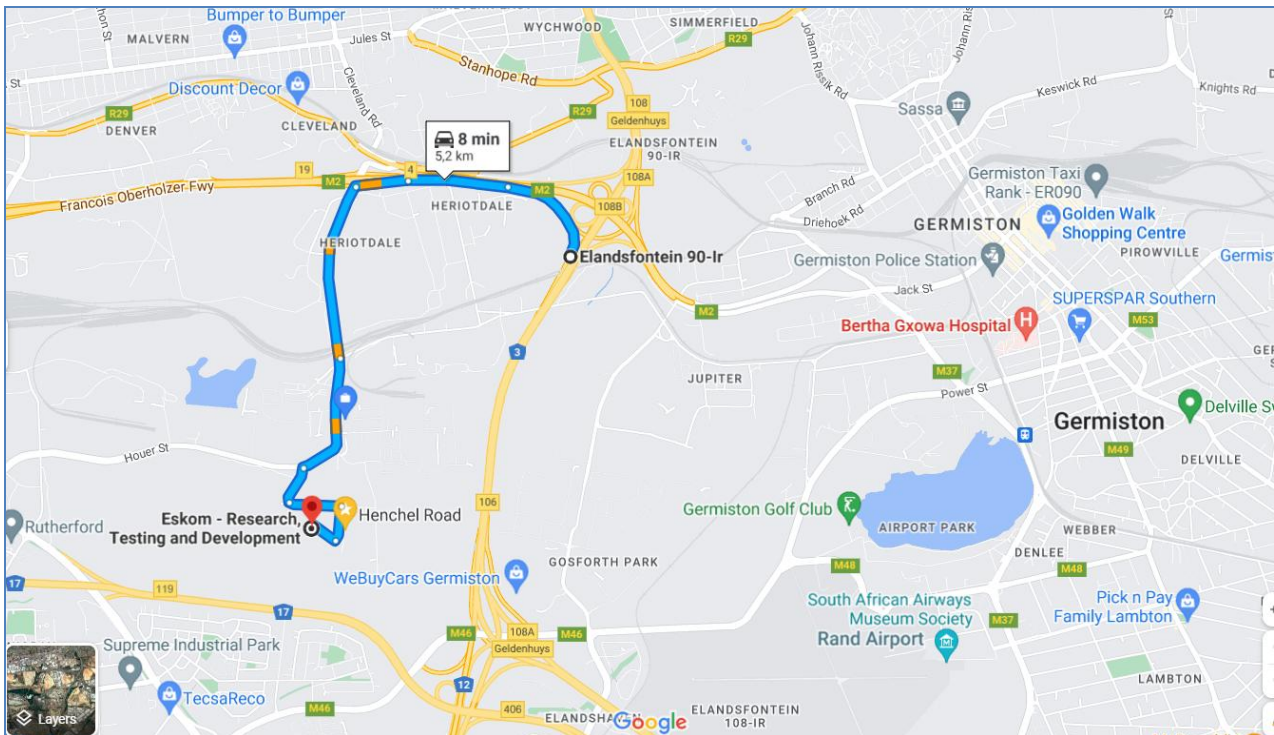 Bumper to Bumper
MALVERN
Jules St
WYCHWOOD
SIMMERFIELD
R29
Johann Rissik Rd
Stanhope Rd
Cleveland Rd
Discount Decor
R29
DENVER
CLEVELAND
R29
108
Geldenhuys
Sassa
Keswick Rd
Knights Rd
8 min
5,2 km
ELANDSFONTEIN
90-IR
19
4
M2
Francois Oberholzer Fwy
HERIOTDALE
M2
108A
108B
Branch Rd
Driehoek Rd
Germiston Taxi
Rank - ER090
GERMISTON
Golden Walk
Shopping Centre
PIROWVILLE
HERIOTDALE
Elandsfontein 90-Ir
Germiston Police Station
Jack St
M2
SUPERSPAR Southern
Bertha Gxowa Hospital
M53
3
JUPITER
M37
Power St
Germiston
Delville
M49
DELVILLE
Houer St
106
Henchel Road
Eskom - Research,
Testing and Development
Rutherford
Germiston Golf Club
AIRPORT PARK
WEBBER
DENLEE
GOSFORTH PARK
WeBuyCars Germiston
M48
M48
17
119
17
South African Airways
Museum Society
Rand Airport
M37
Pick n Pay
Family Lambton
M46
108A
M46
Geldenhuys
Supreme Industrial Park
TecsaReco
12
LAMBTON
M46
406
Layers
ELANDSHAVEN
Google
ELANDSFONTEIN
108-IR